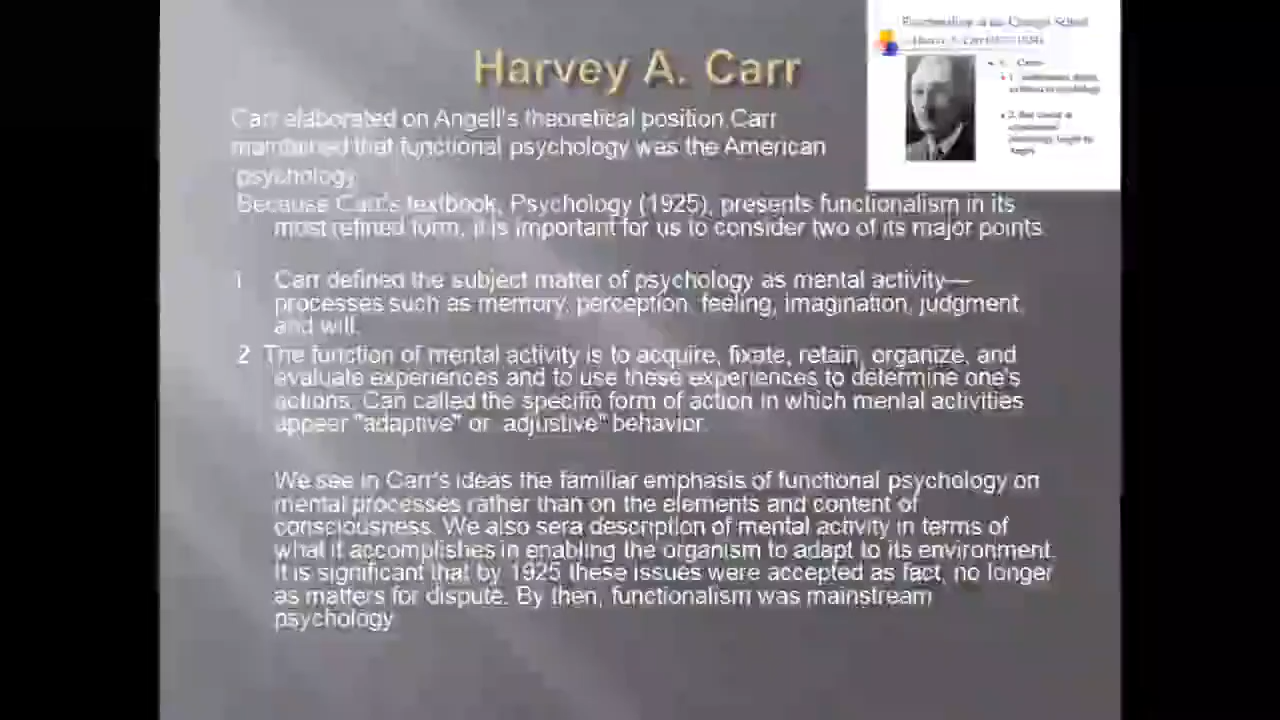 Harvey A. Carr
Carr elaborated on Angell's theoretical position.Carr
maintained that functional psychology was the American
psychology.
Because Carr's textbook, Psychology (1925), presents functionalism in its
most refined form, it is important for us to consider two of its major points.
1 Carr defined the subject matter of psychology as mental activity—
processes such as memory, perception, feeling, imagination, judgment,
and will.
2 The function of mental activity is to acquire, fixate, retain, organize, and
evaluate experiences and to use these experiences to determine one's
actions. Carr called the specific form of action in which mental activities
appear "adaptive" or adjustive" behavior.
We see in Carr's ideas the familiar emphasis of functional psychology on
mental processes rather than on the elements and content of
consciousness. We also sera description of mental activity in terms of
what it accomplishes in enabling the organism to adapt to its environment.
It is significant that by 1925 these issues were accepted as fact, no longer
as matters for dispute. By then, functionalism was mainstream
psychology